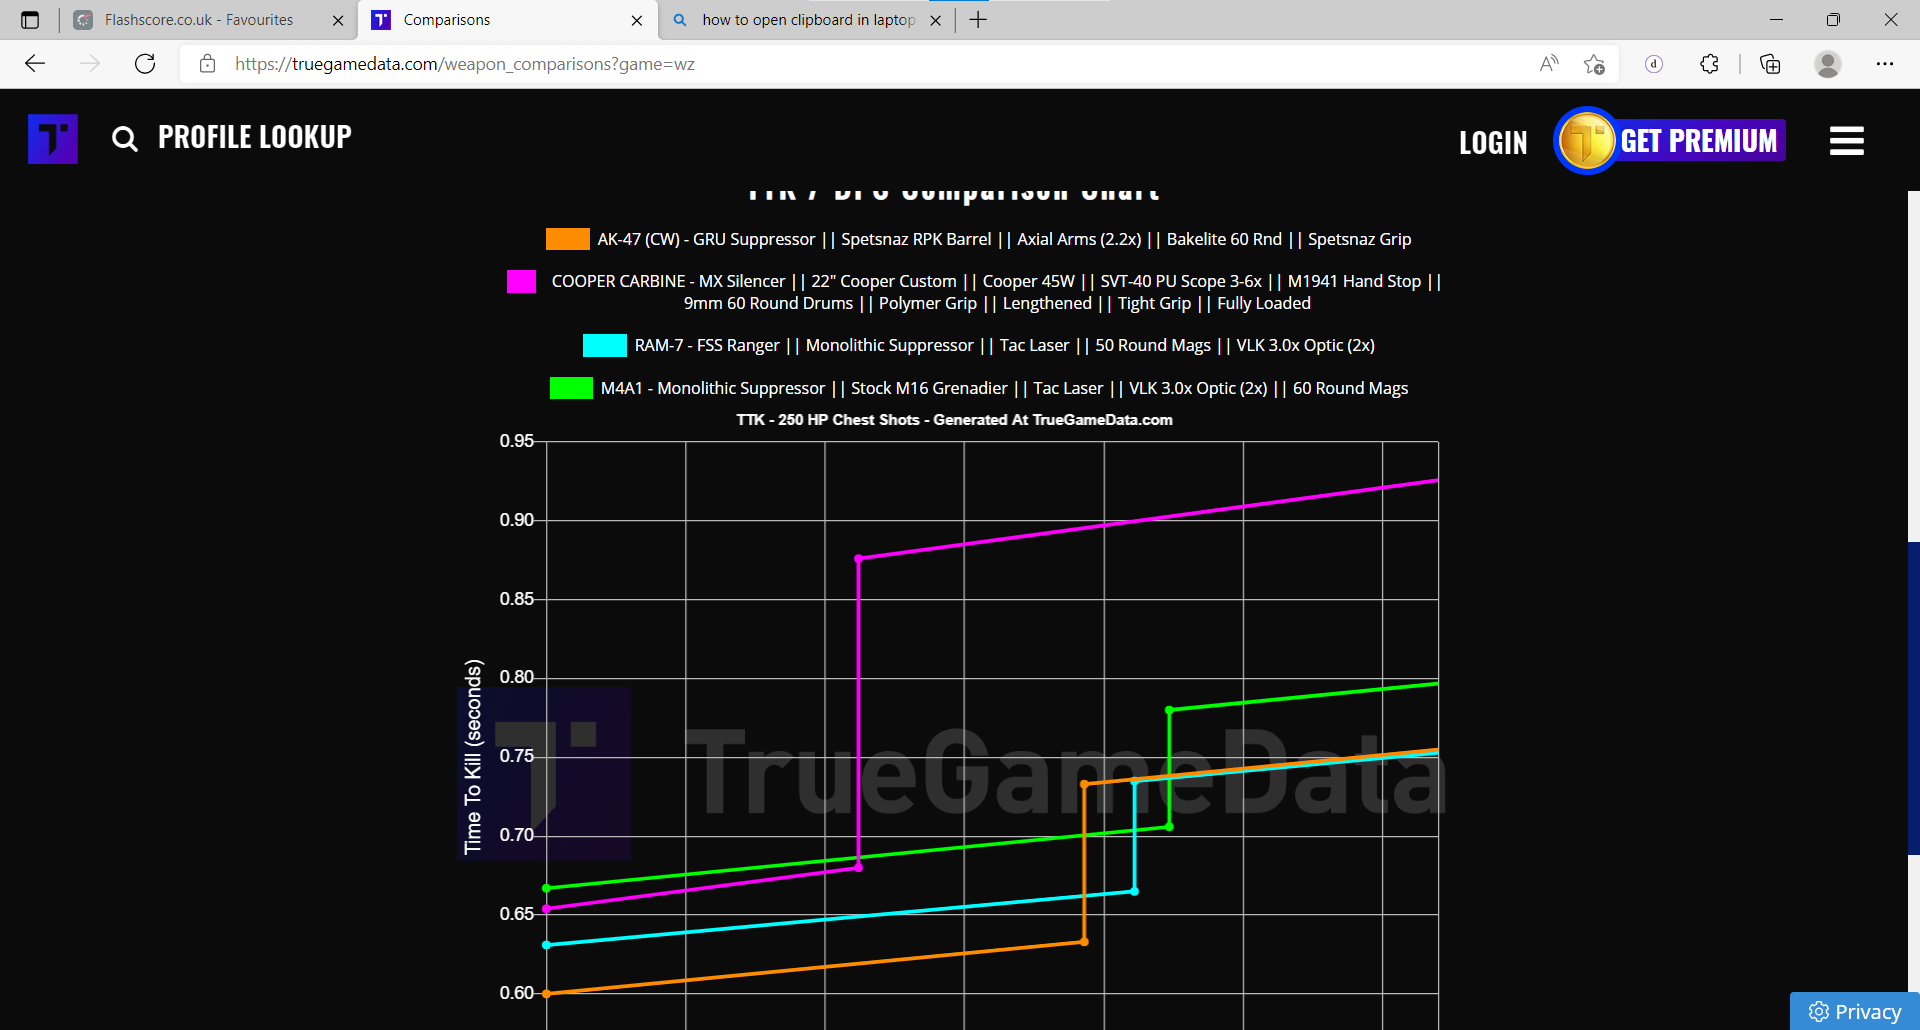 Flashscore.co.uk - Favourites
Comparisons
how to open clipboard in laptop
https://truegamedata.com/weapon_comparisons?game=wz
PROFILE LOOKUP
LOGIN
GET PREMIUM
TTK / DPS Comparison Chart
AK-47 (CW) - GRU Suppressor || Spetsnaz RPK Barrel || Axial Arms (2.2x) || Bakelite 60 Rnd || Spetsnaz Grip
COOPER CARBINE - MX Silencer || 22" Cooper Custom || Cooper 45W || SVT-40 PU Scope 3-6x || M1941 Hand Stop ||
9mm 60 Round Drums || Polymer Grip || Lengthened || Tight Grip || Fully Loaded
RAM-7 - FSS Ranger || Monolithic Suppressor || Tac Laser || 50 Round Mags || VLK 3.0x Optic (2x)
M4A1 - Monolithic Suppressor || Stock M16 Grenadier || Tac Laser || VLK 3.0x Optic (2x) || 60 Round Mags
TTK - 250 HP Chest Shots - Generated At TrueGameData.com
0.95
0.90
0.85
0.80
0.75
0.70
0.65
0.60
Time To Kill (seconds)
TrueGameData
Privacy